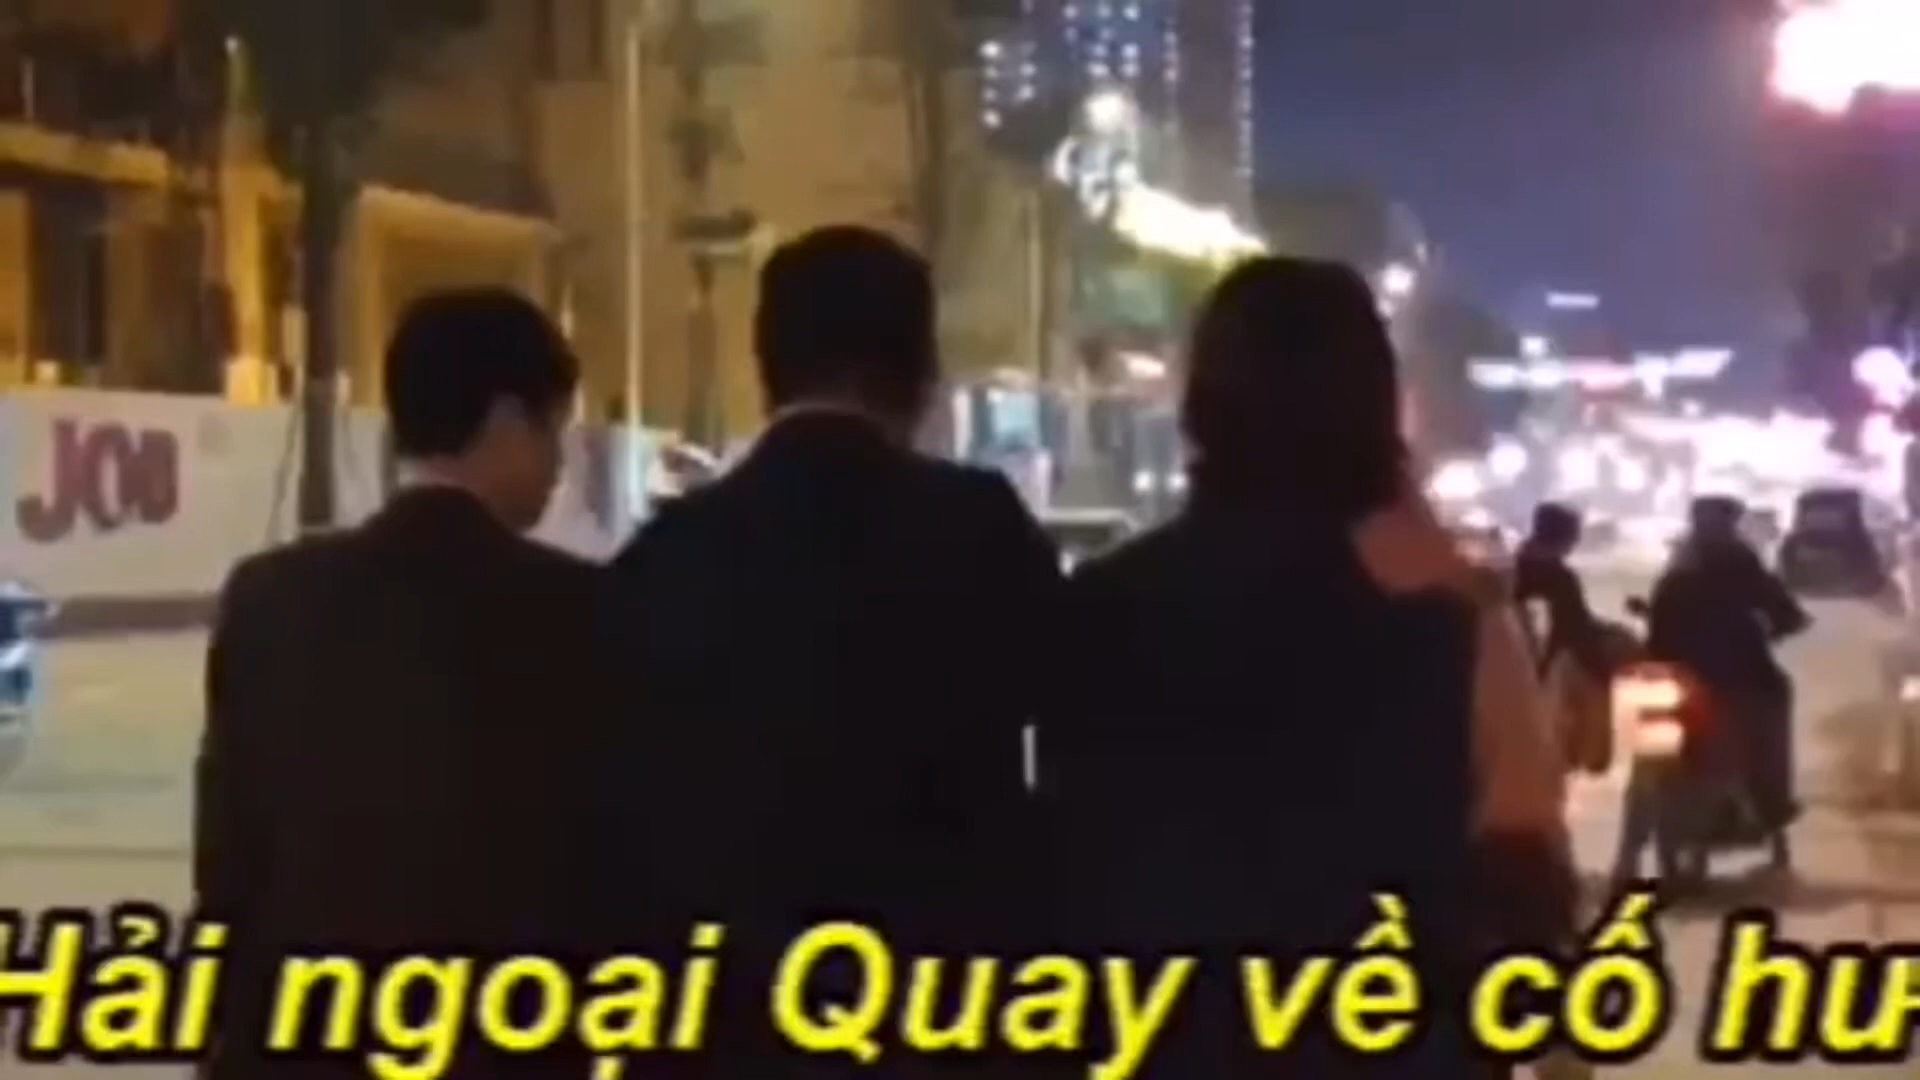 JOB
Hải ngoại Quay về cố hư